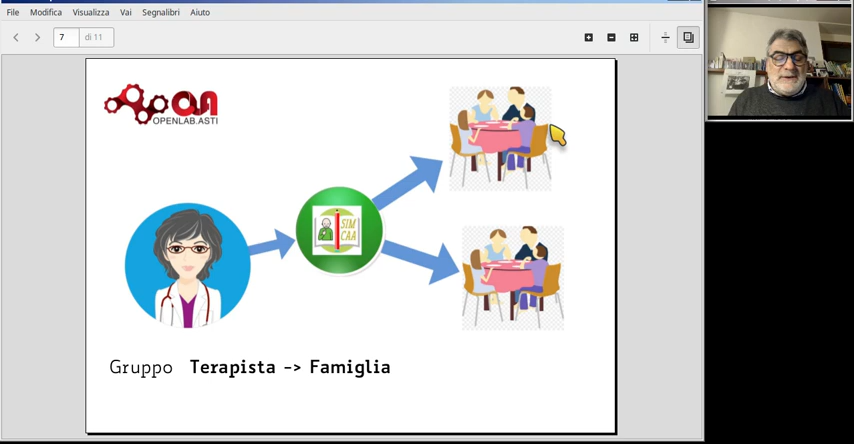 File Modifica Visualizza Vai Segnalibri Aiuto
7 di 11
OPENLAB.ASTI
SIM
CAA
Gruppo Terapista -> Famiglia